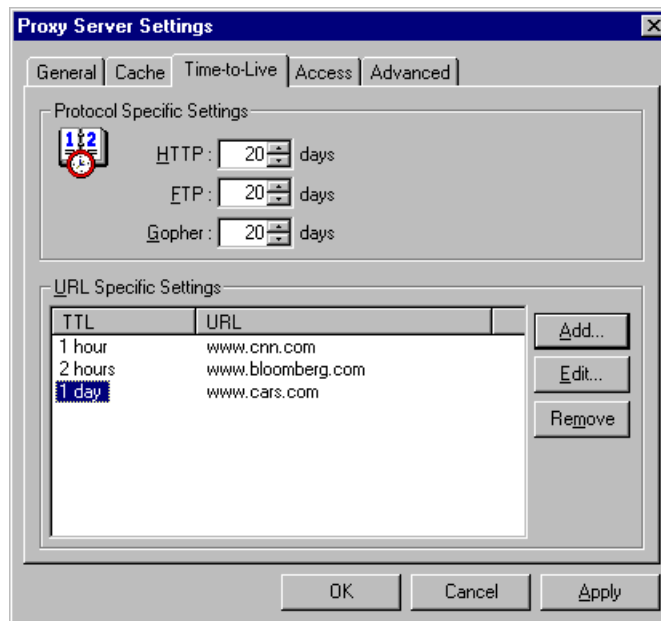 Proxy Server Settings
General Cache Time-to-Live Access Advanced
Protocol Specific Settings
1 2
HTTP : 20 days
FTP : 20 days
Gopher : 20 days
URL Specific Settings
TTL URL
1 hour www.cnn.com
2 hours www.bloomberg.com
1 day www.cars.com
Add...
Edit...
Remove
OK Cancel Apply